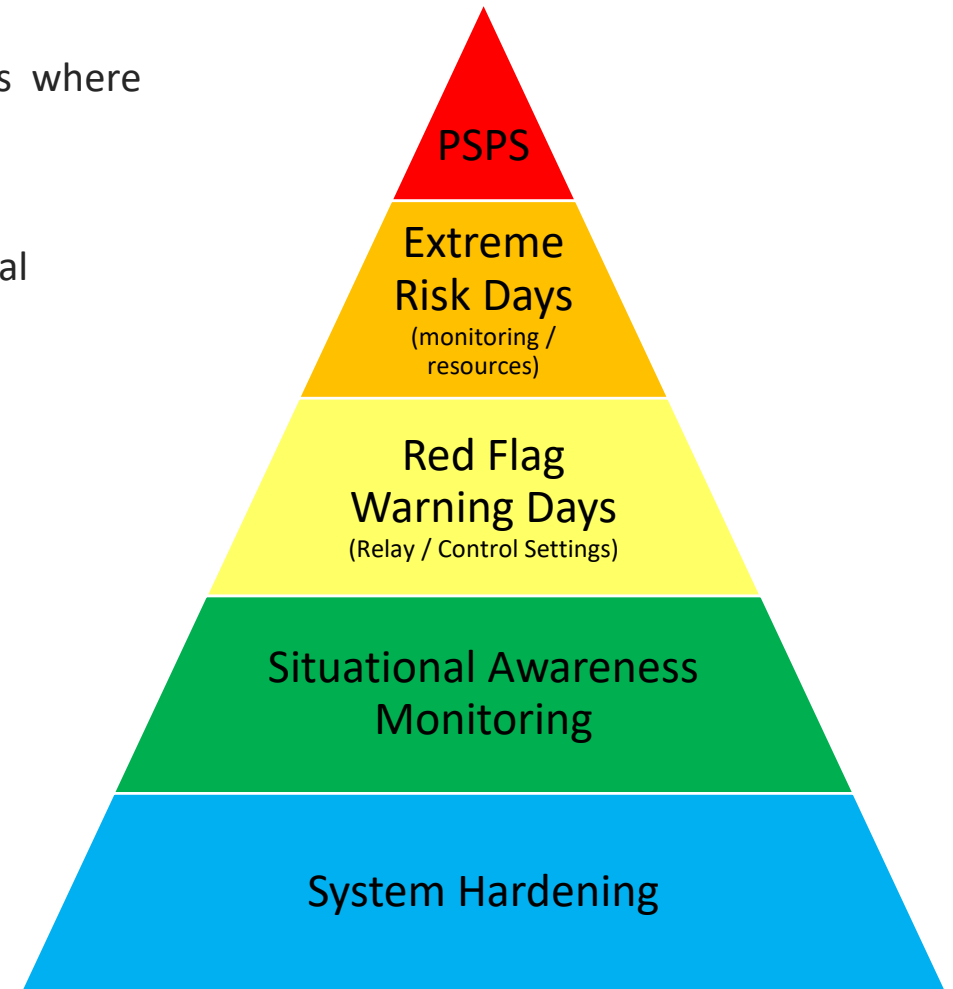 s where
PSPS
al
Extreme
Risk Days
(monitoring /
resources)
Red Flag
Warning Days
(Relay / Control Settings)
Situational Awareness
Monitoring
System Hardening